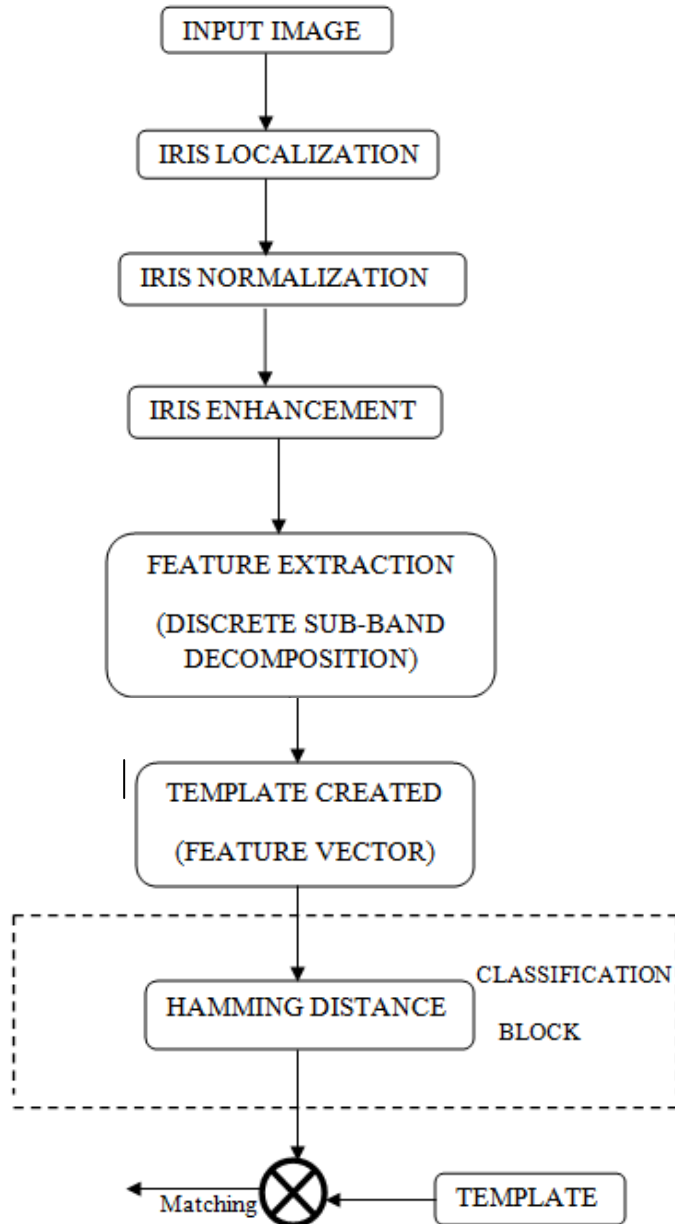 INPUT IMAGE
IRIS LOCALIZATION
IRIS NORMALIZATION
IRIS ENHANCEMENT
FEATURE EXTRACTION
(DISCRETE SUB-BAND
DECOMPOSITION)
TEMPLATE CREATED
(FEATURE VECTOR)
CLASSIFICATION
HAMMING DISTANCE
BLOCK
Matching
TEMPLATE